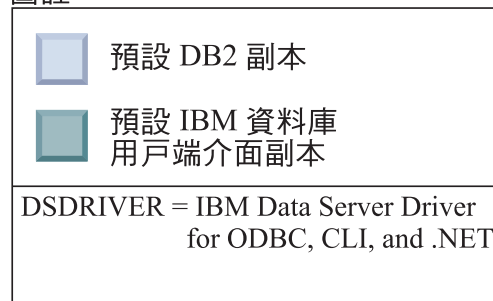 圖註
預設 DB2 副本
預設 IBM 資料庫
用戶端介面副本
DSDRIVER = IBM Data Server Driver
for ODBC, CLI, and .NET